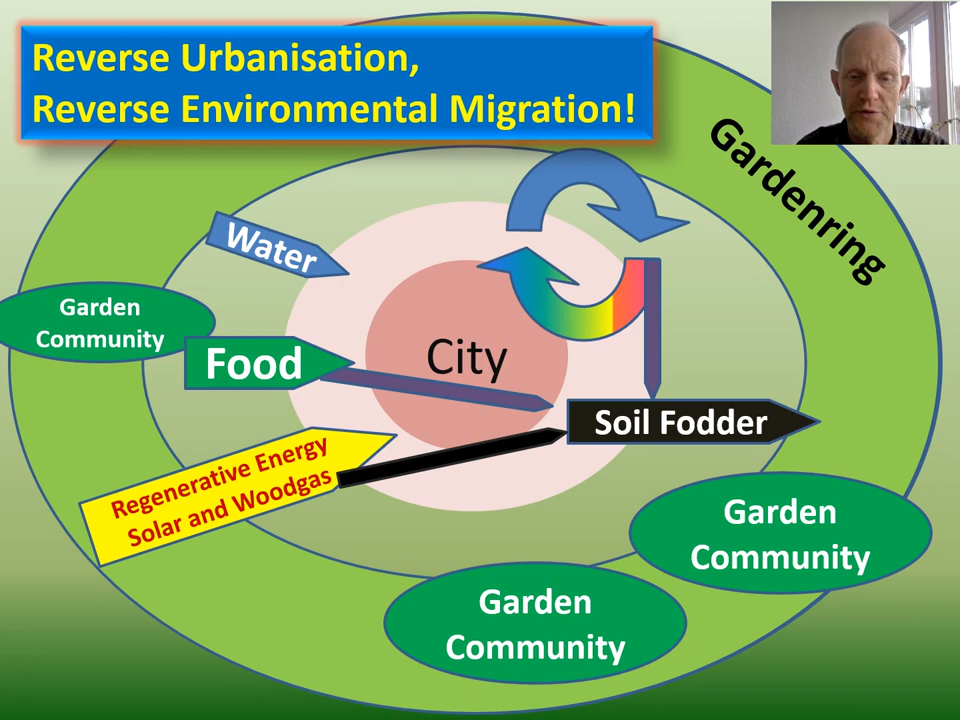 Reverse Urbanisation,
Reverse Environmental Migration!
Gardenring
Water
Garden
Community
Food
City
Soil Fodder
Regenerative Energy
Solar and Woodgas
Garden
Community
Garden
Community